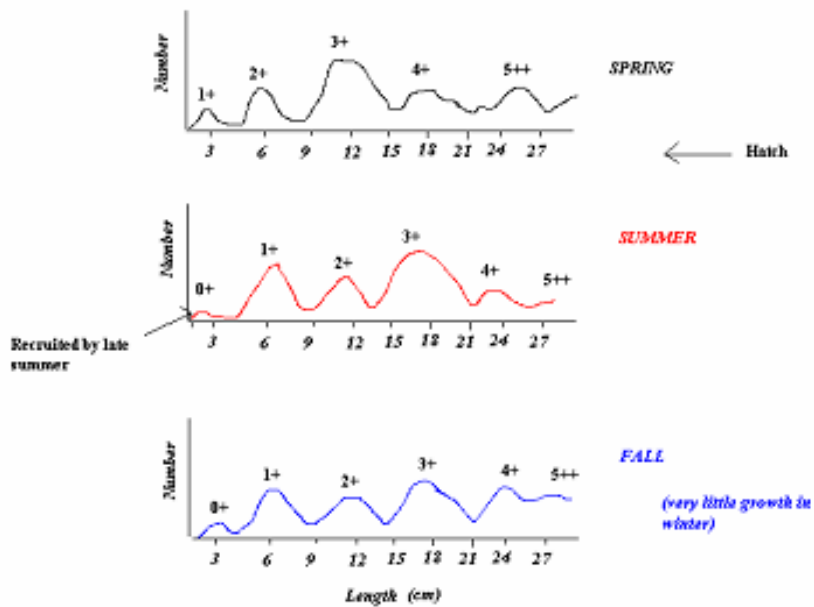 3+
2+
4+
5++
1+
Number
SPRING
3 6 9 12 15 18 21 24 27
Hatch
3+
1+
2+
4+
5++
0+
Number
SUMMER
3 6 9 12 15 18 21 24 27
Recruited by late
summer
3+
1+
2+
4+
5++
0+
Number
FALL
(very little growth in
winter)
3 6 9 12 15 18 21 24 27
Length (cm)